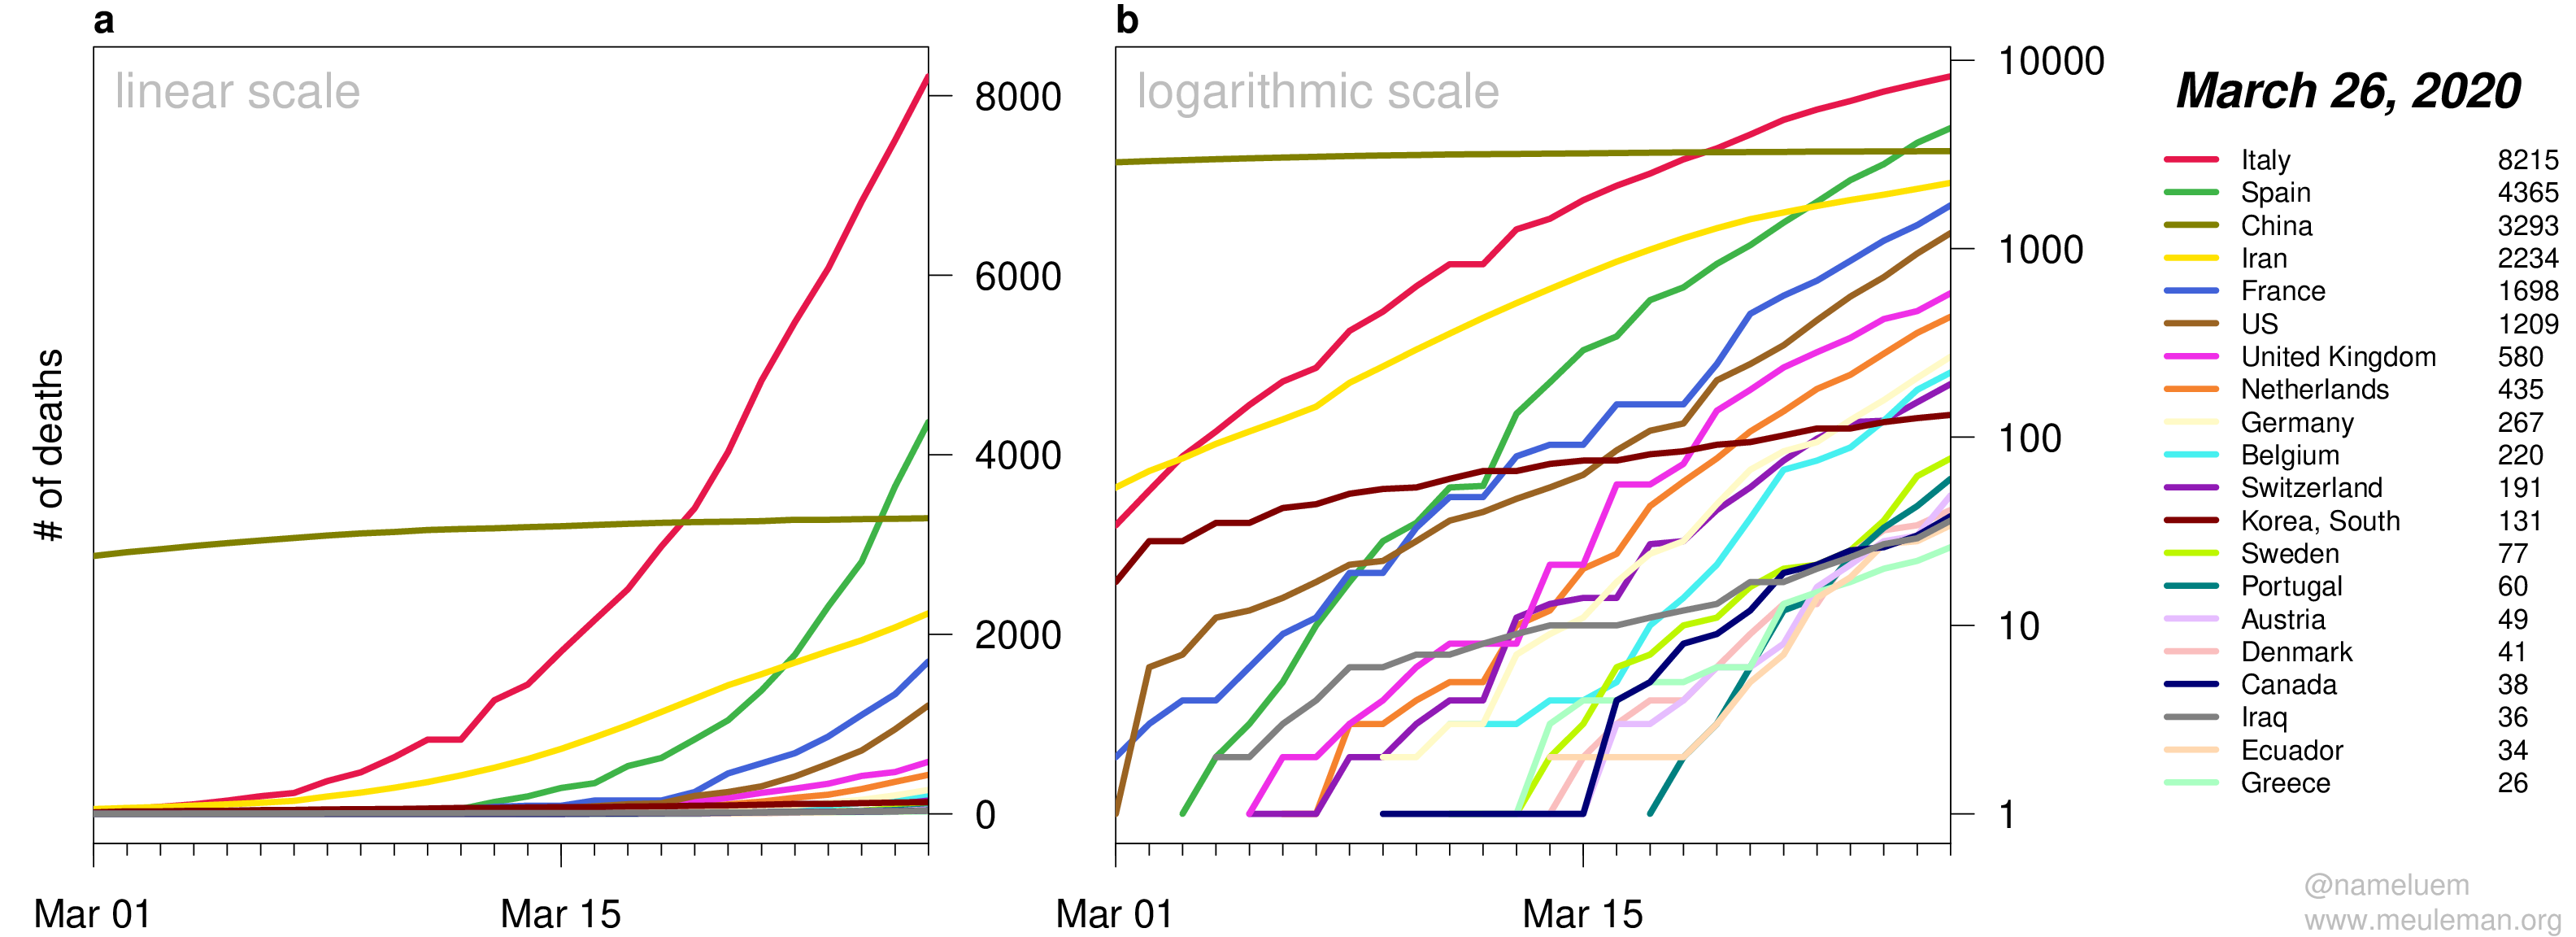 a
linear scale
# of deaths
8000
6000
4000
2000
0
Mar 01
Mar 15
b
logarithmic scale
10000
1000
100
10
1
Mar 01
Mar 15
March 26, 2020
Italy 8215
Spain 4365
China 3293
Iran 2234
France 1698
US 1209
United Kingdom 580
Netherlands 435
Germany 267
Belgium 220
Switzerland 191
Korea, South 131
Sweden 77
Portugal 60
Austria 49
Denmark 41
Canada 38
Iraq 36
Ecuador 34
Greece 26
@nameluem
www.meuleman.org